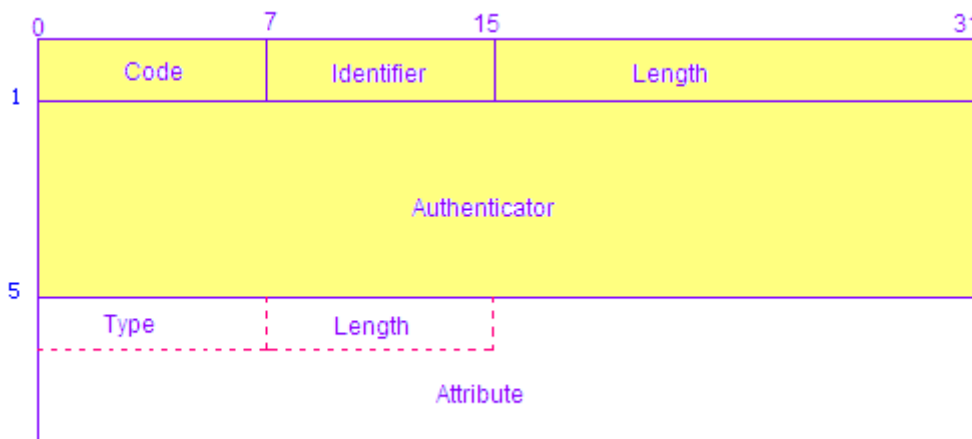 0 7 15 31
Code Identifier Length
1
Authenticator
5
Type Length
Attribute